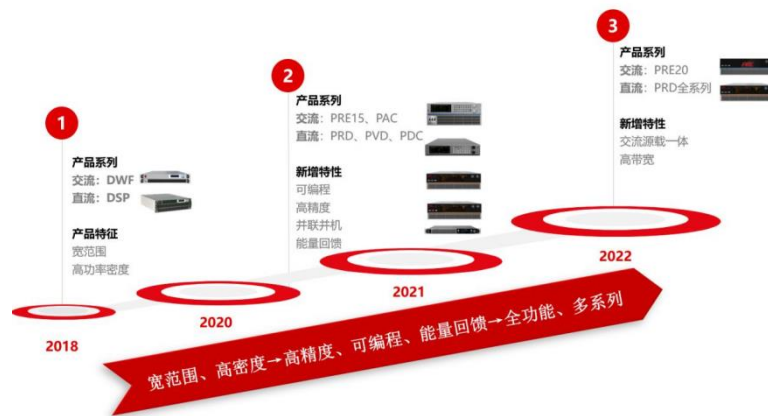 1
产品系列
交流：DWF
直流：DSP
产品特征
宽范围
高功率密度
2018
2020
2
产品系列
交流：PRE15、PAC
直流：PRD、PVD、PDC
新增特性
可编程
高精度
并联并机
能量回馈
2021
3
产品系列
交流：PRE20
直流：PRD全系列
新增特性
交流源载一体
高带宽
2022
宽范围、高密度→高精度、可编程、能量回馈→全功能、多系列